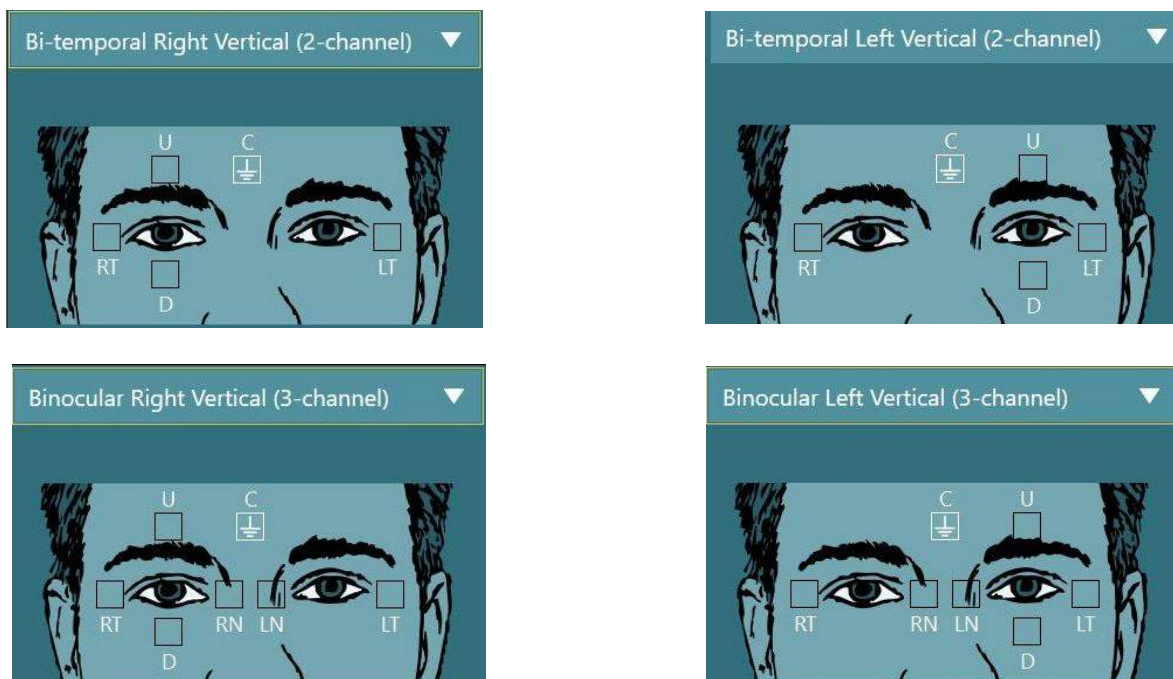 Bi-temporal Right Vertical (2-channel)
U C
RT LT
D
Bi-temporal Left Vertical (2-channel)
C U
RT LT
D
Binocular Right Vertical (3-channel)
U C
RT RN LN LT
D
Binocular Left Vertical (3-channel)
C U
RT RN LN LT
D